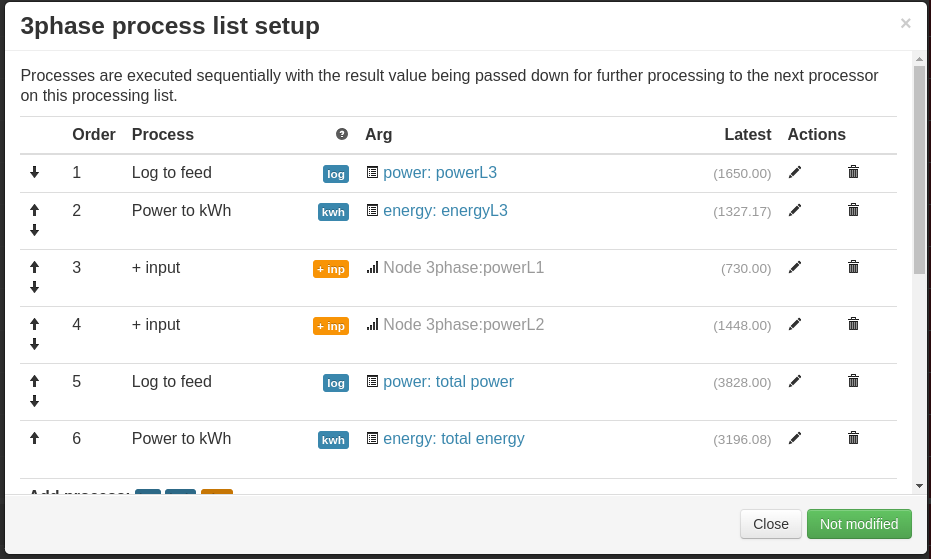 3phase process list setup
×
Processes are executed sequentially with the result value being passed down for further processing to the next processor
on this processing list.
Order Process ? Arg Latest Actions
1 Log to feed log power: powerL3 (1650.00)
2 Power to kWh kwh energy: energyL3 (1327.17)
3 + input + inp Node 3phase:powerL1 (730.00)
4 + input + inp Node 3phase:powerL2 (1448.00)
5 Log to feed log power: total power (3828.00)
6 Power to kWh kwh energy: total energy (3196.08)
Add process:
Close Not modified